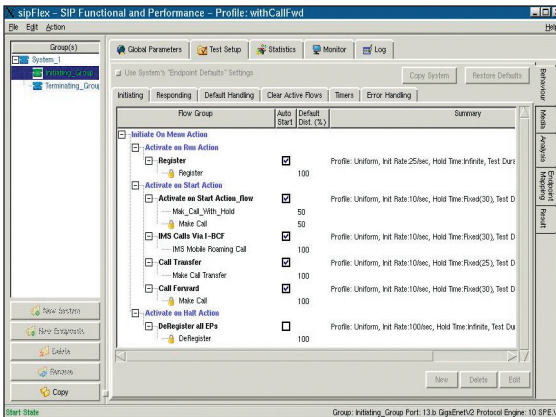 sipFlex - SIP Functional and Performance - Profile: withCallFwd
File Edit Action
Help
Group(s)
System_1
Initiating_Group
Terminating_Group
Global Parameters Test Setup Statistics Monitor Log
Use System's "Endpoint Defaults" Settings
Copy System Restore Defaults
Initiating Responding Default Handling Clear Active Flows Timers Error Handling
Flow Group Auto Start Default Dist. (%) Summary
Initiate On Menu Action
Activate on Run Action
Register Profile: Uniform, Init Rate:25/sec, Hold Time:Infinite, Test Dura
Register 100
Activate on Start Action
Activate on Start Action_flow Profile: Uniform, Init Rate:10/sec, Hold Time:Fixed(30), Test D
Mak_Call_With_Hold 50
Make Call 50
IMS Calls Via I-BCF Profile: Uniform, Init Rate:10/sec, Hold Time:Fixed(30), Test D
IMS Mobile Roaming Call 100
Call Transfer Profile: Uniform, Init Rate:10/sec, Hold Time:Fixed(25), Test D
Make Call Transfer 100
Call Forward Profile: Uniform, Init Rate:10/sec, Hold Time:Fixed(30), Test D
Make Call 100
Activate on Halt Action
DeRegister all EPs Profile: Uniform, Init Rate:100/sec, Hold Time:Infinite, Test Du
DeRegister 100
Behaviour
Media
Analysis
Endpoint Mapping
Result
New System
New Endpoints
Delete
Rename
Copy
New Delete Edit
Start State
Group: Initiating_Group Port: 13.b GigaEnetV2 Protocol Engine: 10 SPE.V